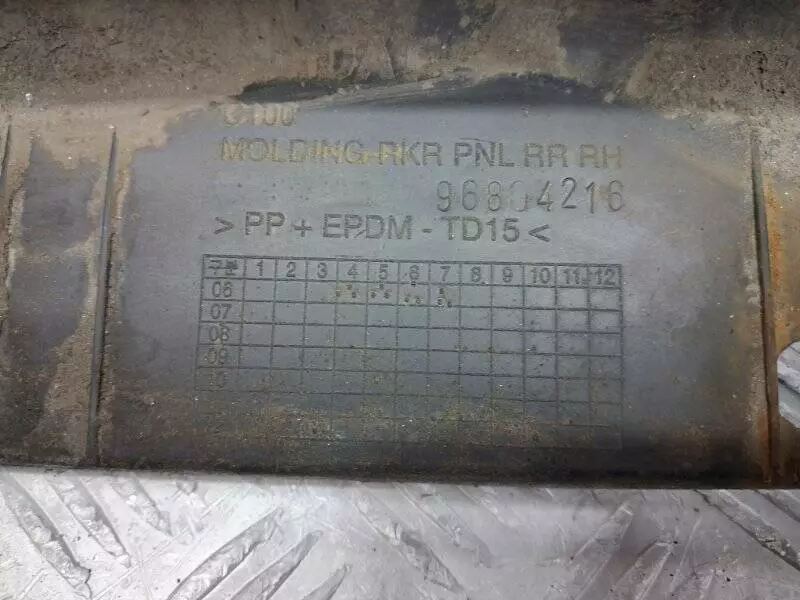 C-100
MOLDING-RKR PNL RR RH
96804216
> PP + EPDM - TD15 <
구분 1 2 3 4 5 6 7 8 9 10 11 12
06
07
08
09
10